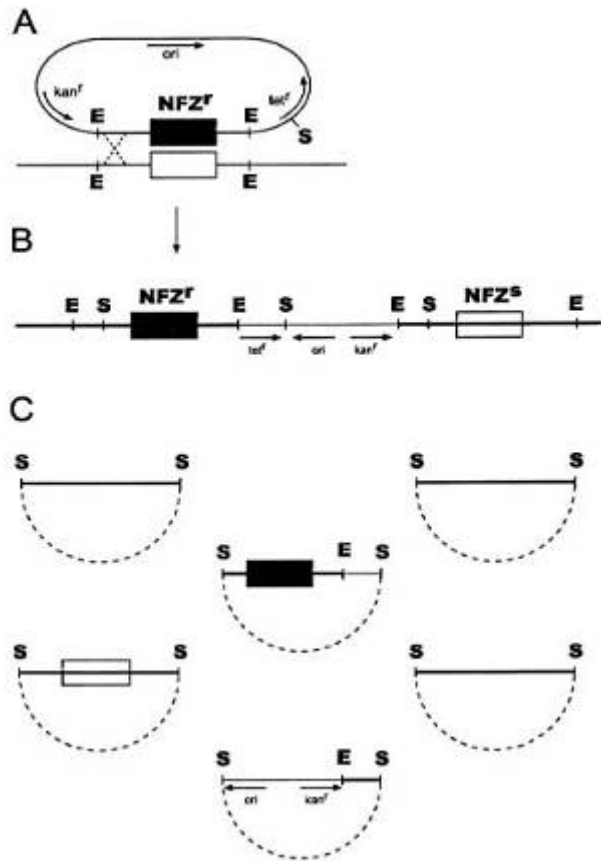 A
ori
kanʳ
NFZʳ
tetʳ
E E
S
E E
B
NFZʳ NFZˢ
E S E S E S E
tetʳ ori kanʳ
C
S S S S
S E S
S S S S
S E S
ori kanʳ